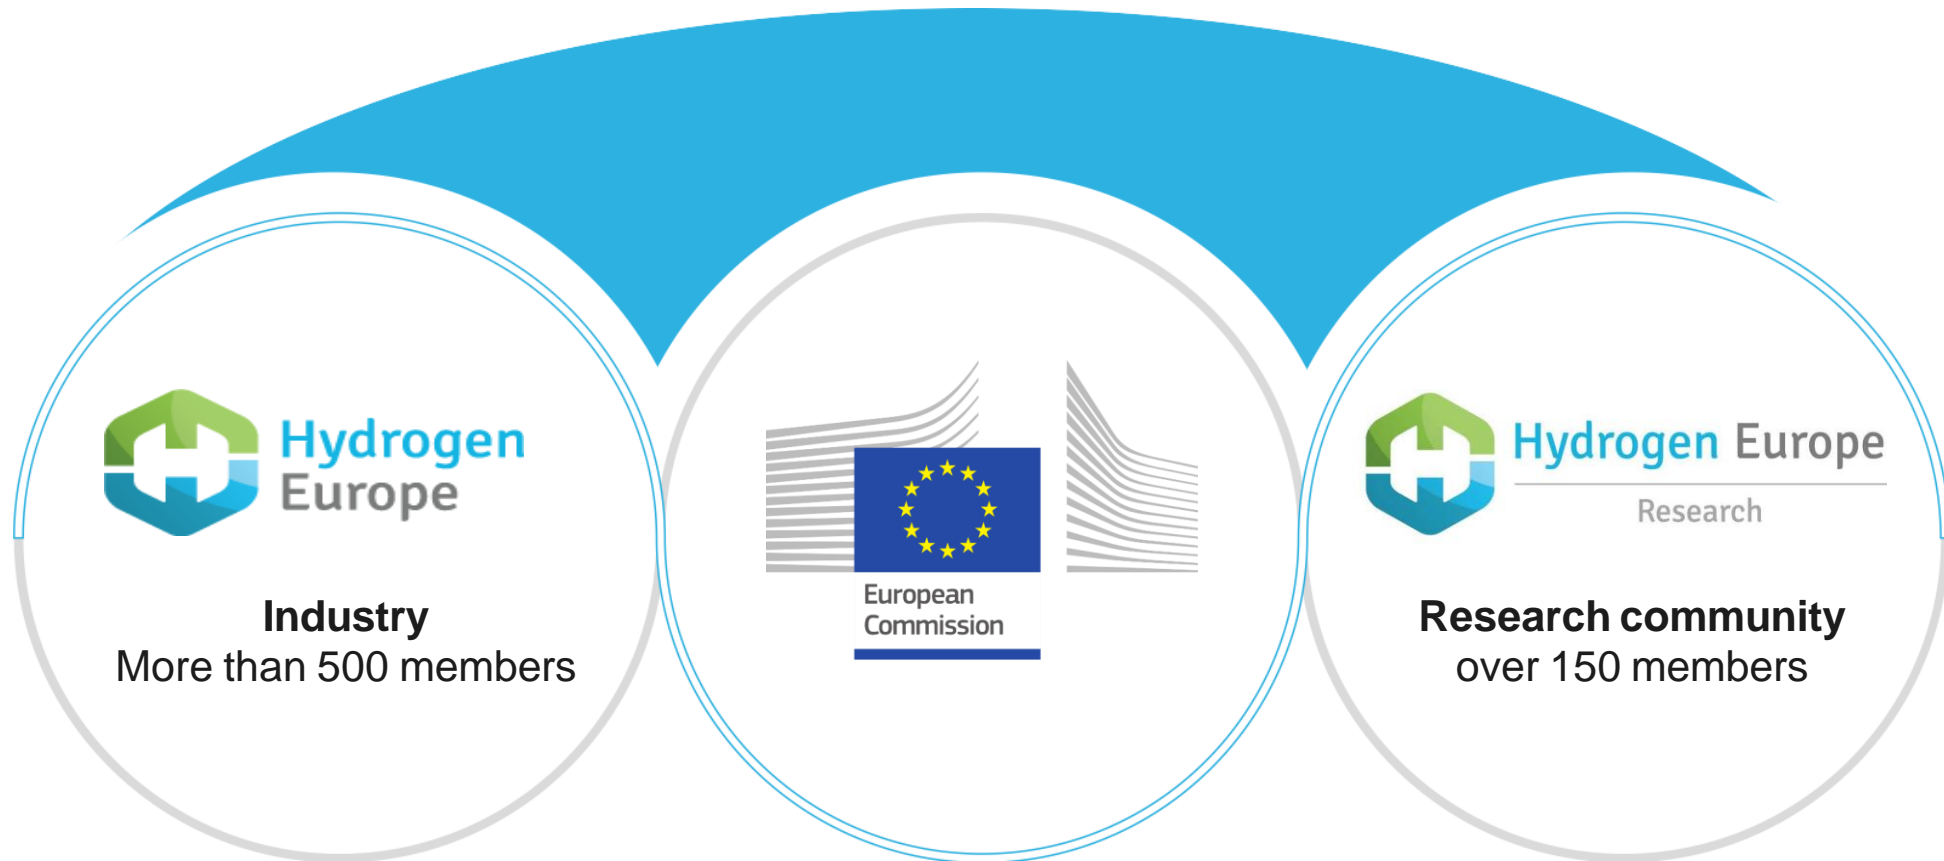 Hydrogen
Europe
Industry
More than 500 members
European
Commission
Hydrogen Europe
Research
Research community
over 150 members